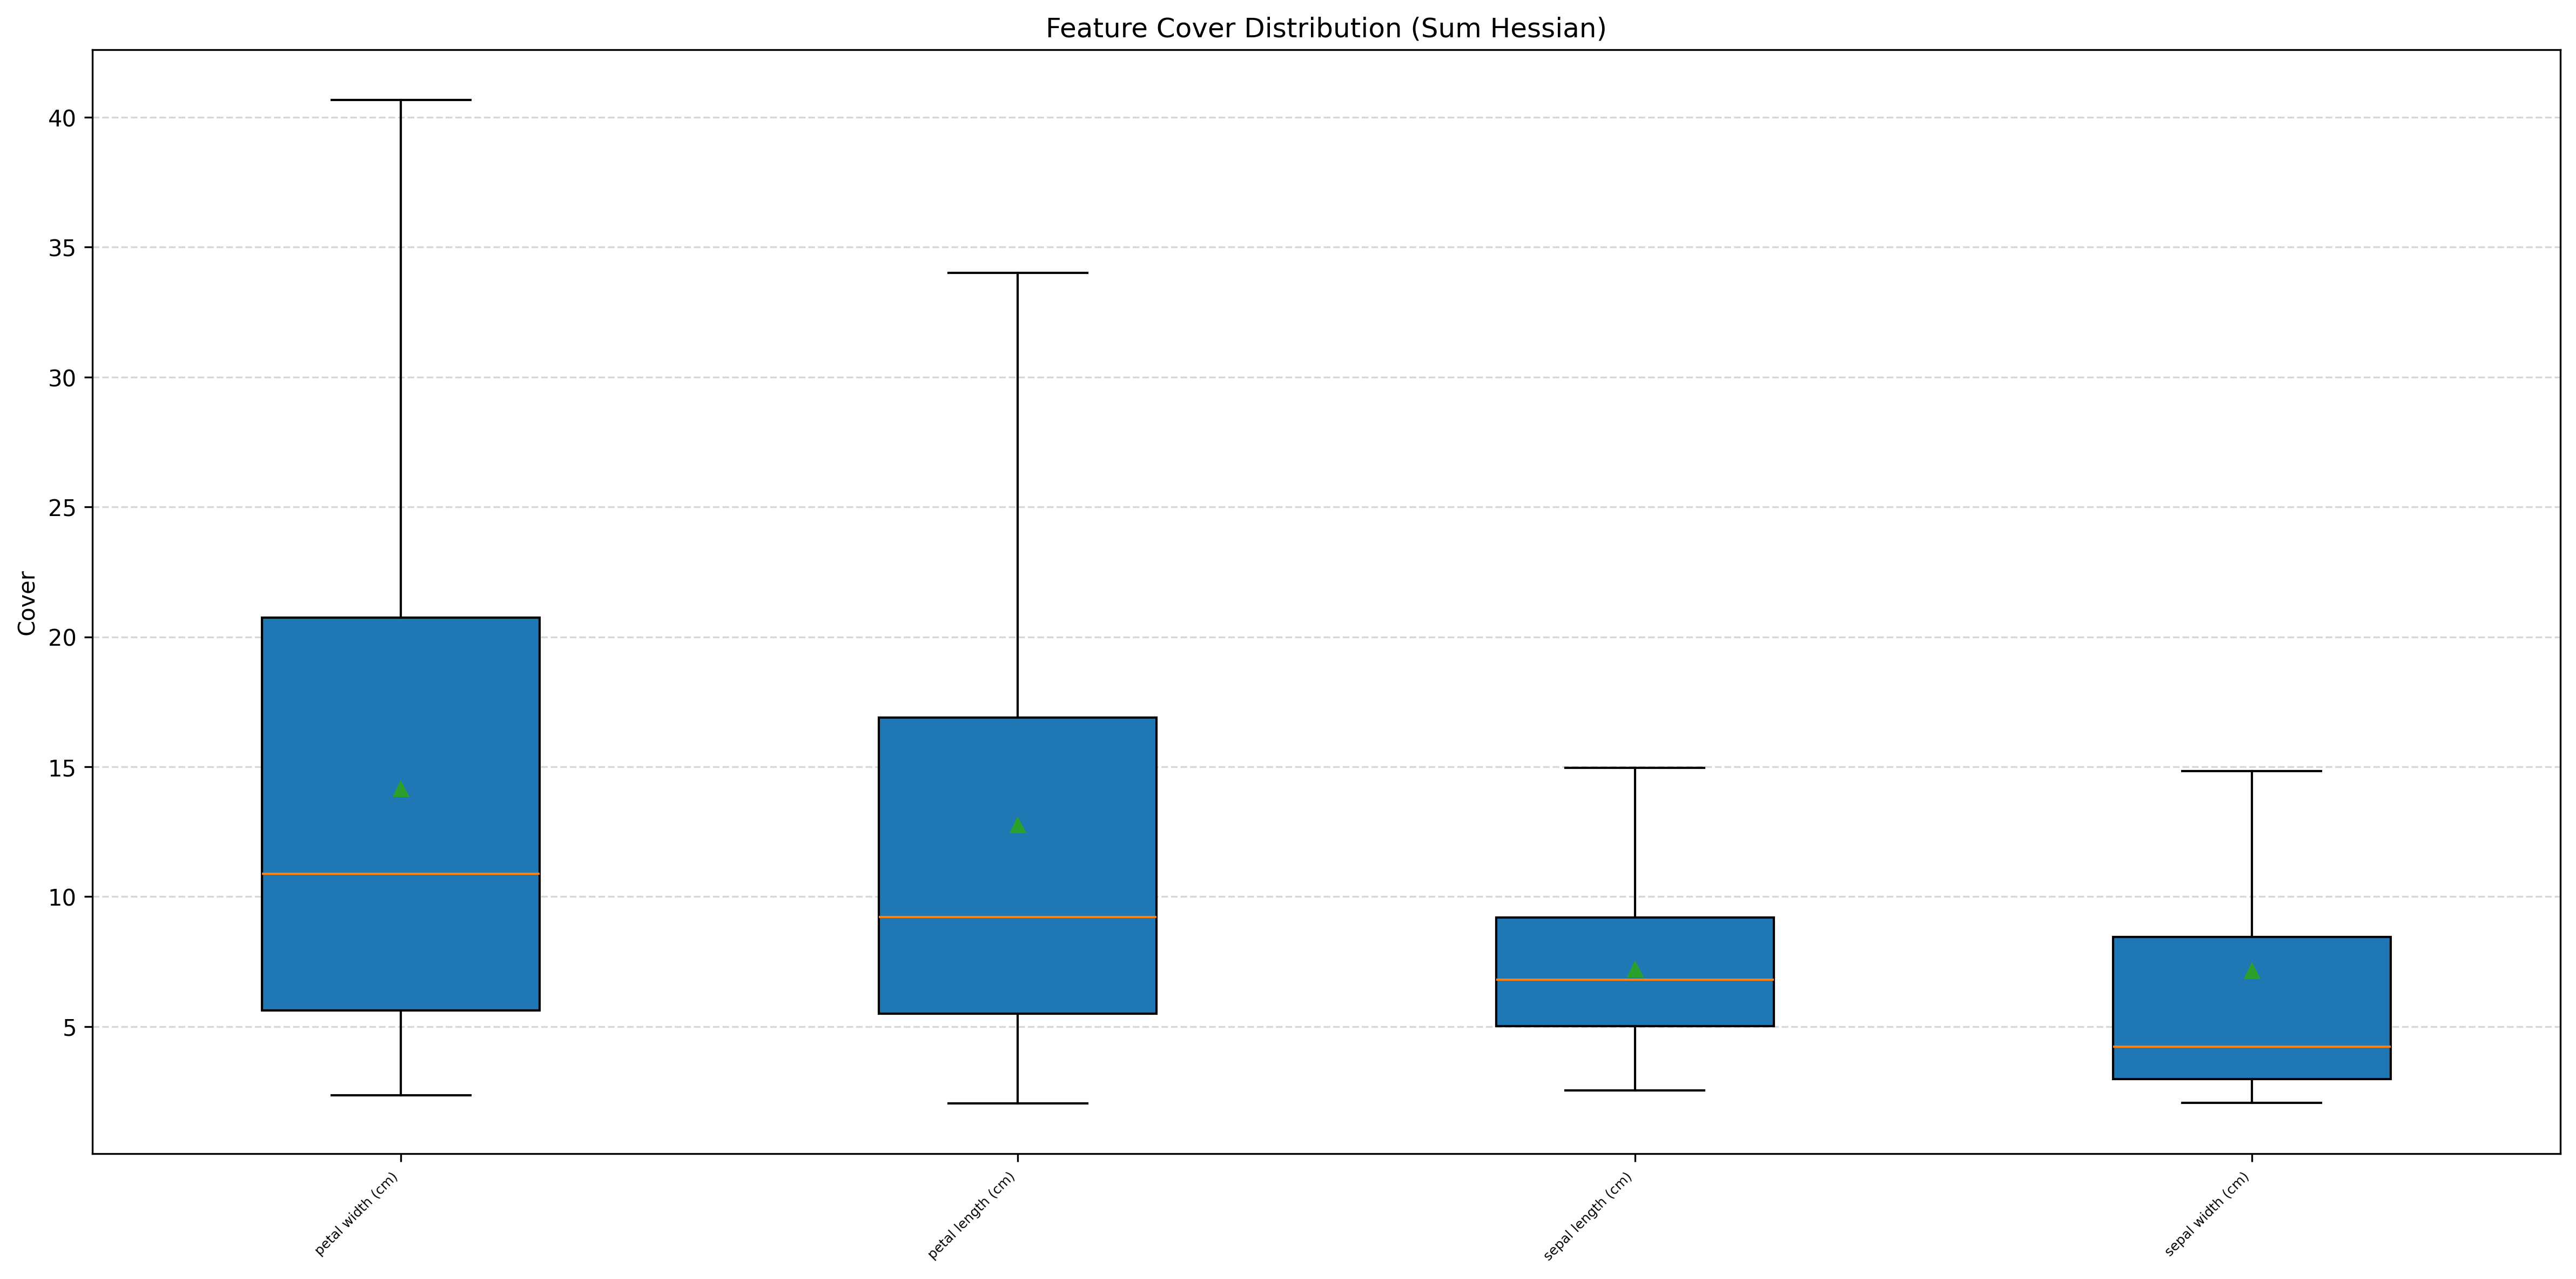 Feature Cover Distribution (Sum Hessian)
Cover
40
35
30
25
20
15
10
5
petal width (cm)
petal length (cm)
sepal length (cm)
sepal width (cm)